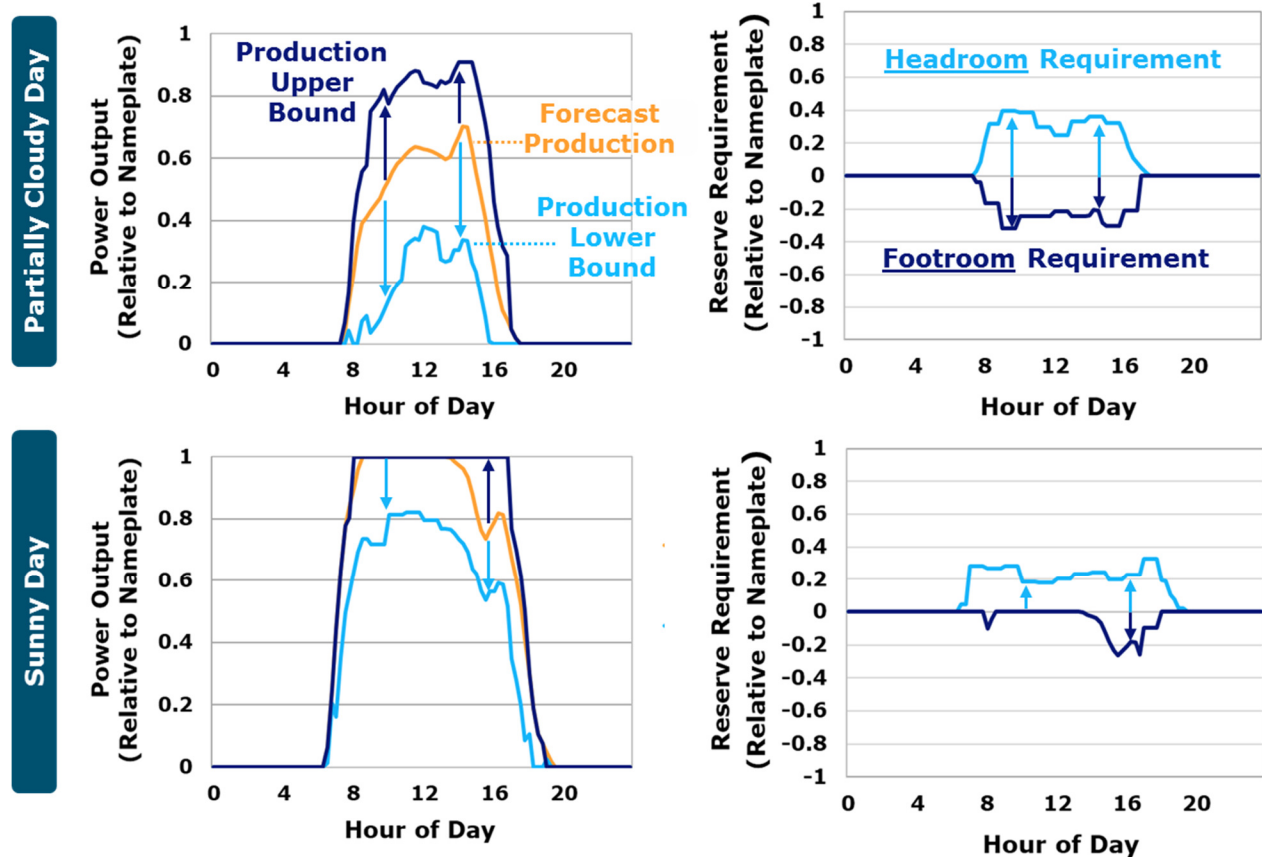 Partially Cloudy Day
Power Output
(Relative to Nameplate)
1
0.8
0.6
0.4
0.2
0
Production
Upper
Bound
Forecast
Production
Production
Lower
Bound
0 4 8 12 16 20
Hour of Day
Reserve Requirement
(Relative to Nameplate)
1
0.8
0.6
0.4
0.2
0
-0.2
-0.4
-0.6
-0.8
-1
Headroom Requirement
Footroom Requirement
0 4 8 12 16 20
Hour of Day
Sunny Day
Power Output
(Relative to Nameplate)
1
0.8
0.6
0.4
0.2
0
0 4 8 12 16 20
Hour of Day
Reserve Requirement
(Relative to Nameplate)
1
0.8
0.6
0.4
0.2
0
-0.2
-0.4
-0.6
-0.8
-1
0 4 8 12 16 20
Hour of Day